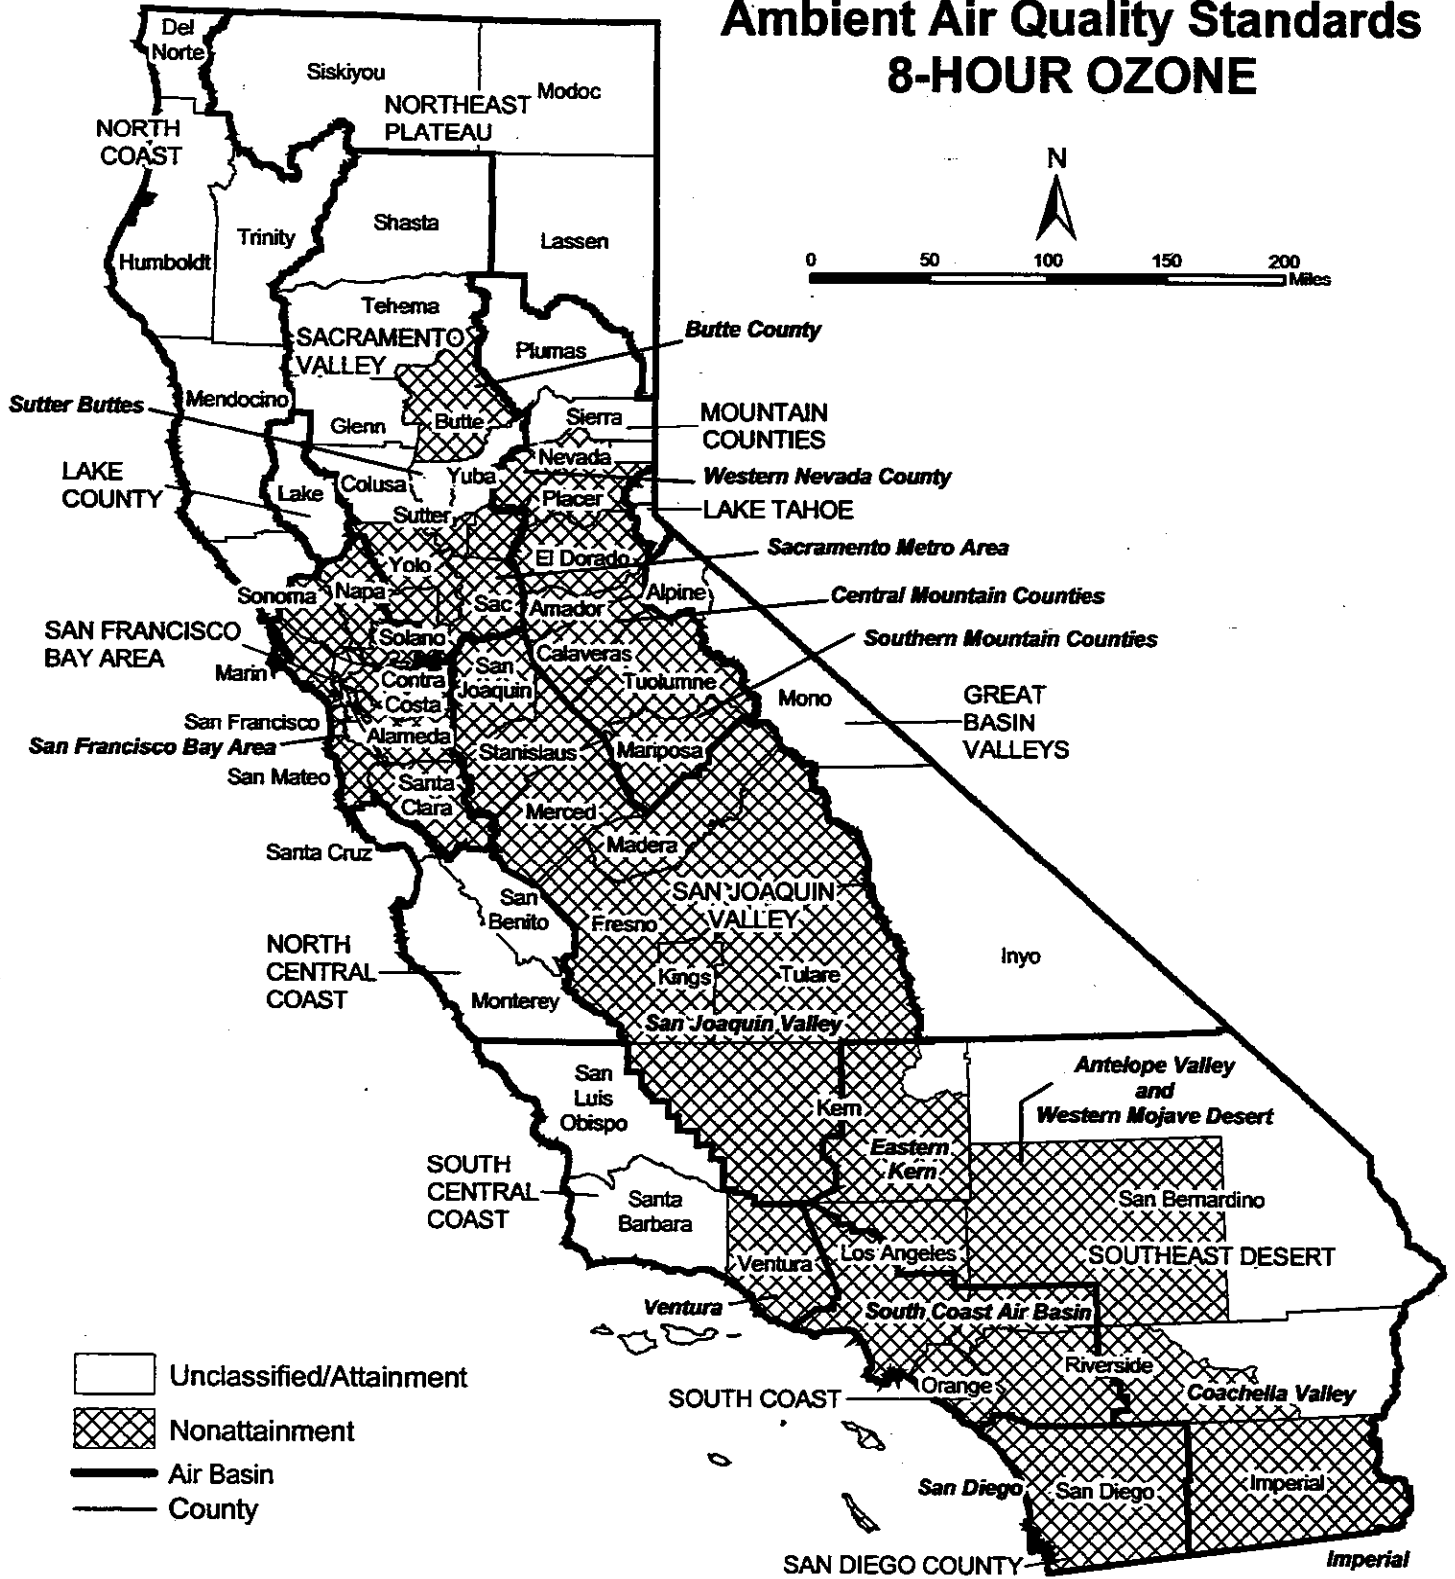 Ambient Air Quality Standards
8-HOUR OZONE
Del
Norte
Siskiyou
Modoc
NORTHEAST
PLATEAU
NORTH
COAST
N
Shasta
Trinity
Lassen
Humboldt
0 50 100 150 200
Miles
Tehema
Butte County
SACRAMENTO
VALLEY
Plumas
Mendocino
Sutter Buttes
Glenn
Butte
Sierra
MOUNTAIN
COUNTIES
Nevada
LAKE
COUNTY
Yuba
Western Nevada County
Colusa
Lake
Placer
LAKE TAHOE
Sutter
Sacramento Metro Area
El Dorado
Yolo
Sonoma
Napa
Alpine
Central Mountain Counties
Sac
Amador
SAN FRANCISCO
BAY AREA
Solano
Southern Mountain Counties
Calaveras
San
Joaquin
Marin
Contra
Costa
Tuolumne
Mono
GREAT
BASIN
VALLEYS
San Francisco
Alameda
San Francisco Bay Area
Stanislaus
Mariposa
San Mateo
Santa
Clara
Merced
Madera
Santa Cruz
SAN JOAQUIN
VALLEY
San
Benito
Fresno
NORTH
CENTRAL
COAST
Inyo
Kings
Tulare
Monterey
San Joaquin Valley
San
Luis
Obispo
Antelope Valley
and
Western Mojave Desert
Kern
Eastern
Kern
SOUTH
CENTRAL
COAST
Santa
Barbara
San Bernardino
Los Angeles
SOUTHEAST DESERT
Ventura
Ventura
South Coast Air Basin
Riverside
Orange
Coachella Valley
SOUTH COAST
Unclassified/Attainment
Nonattainment
Air Basin
County
San Diego
San Diego
Imperial
SAN DIEGO COUNTY
Imperial